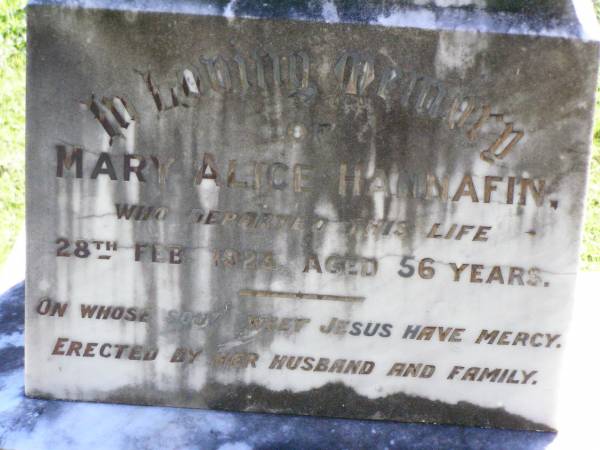 In Loving Memory
OF
MARY ALICE HANNAFIN,
WHO DEPARTED THIS LIFE
28TH FEB AGED 56 YEARS.
ON WHOSE SOUL SWEET JESUS HAVE MERCY.
ERECTED BY HER HUSBAND AND FAMILY.